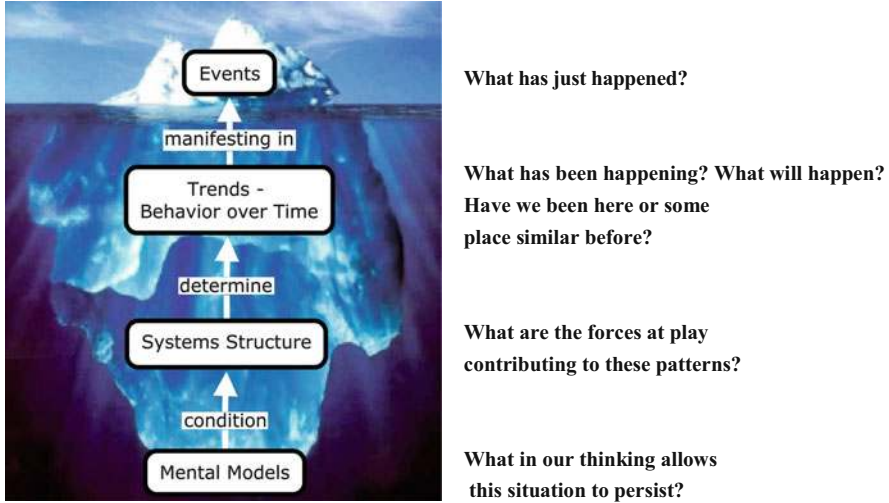 Events
What has just happened?
manifesting in
Trends -
Behavior over Time
What has been happening? What will happen?
Have we been here or some
place similar before?
determine
Systems Structure
What are the forces at play
contributing to these patterns?
condition
Mental Models
What in our thinking allows
this situation to persist?